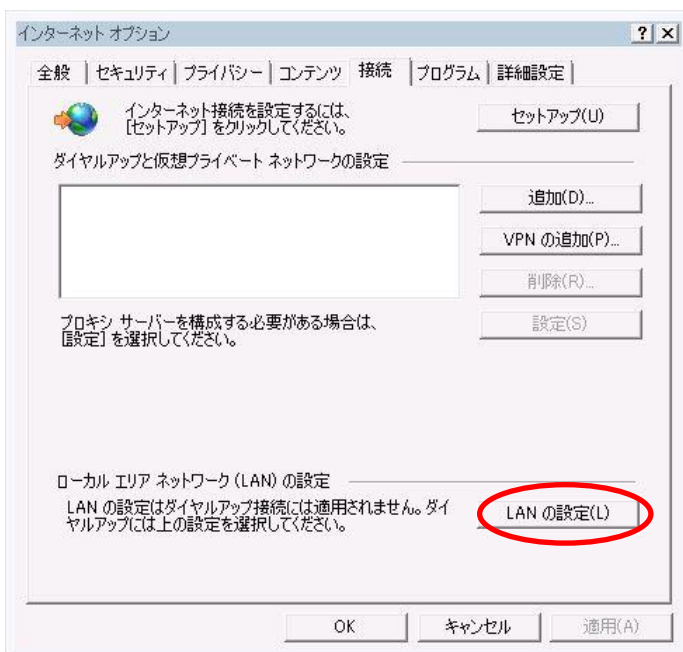 インターネット オプション
? ×
全般 セキュリティ プライバシー コンテンツ 接続 プログラム 詳細設定
インターネット接続を設定するには、
[セットアップ] をクリックしてください。
セットアップ(U)
ダイヤルアップと仮想プライベート ネットワークの設定
追加(D)...
VPN の追加(P)...
削除(R)...
プロキシ サーバーを構成する必要がある場合は、
[設定] を選択してください。
設定(S)
ローカル エリア ネットワーク (LAN) の設定
LAN の設定はダイヤルアップ接続には適用されません。ダイ
ヤルアップには上の設定を選択してください。
LAN の設定(L)
OK キャンセル 適用(A)